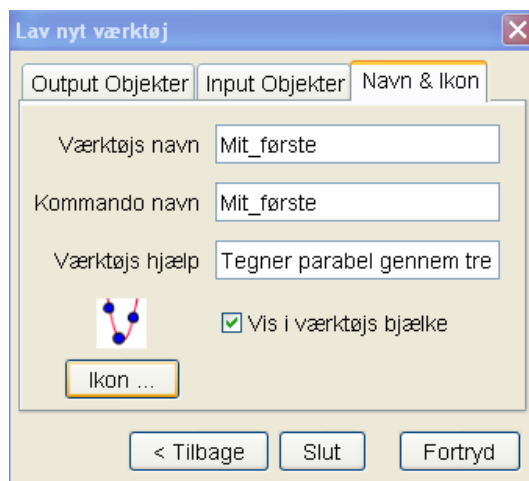 Lav nyt værktøj
Output Objekter Input Objekter Navn & Ikon
Værktøjs navn Mit_første
Kommando navn Mit_første
Værktøjs hjælp Tegner parabel gennem tre
Vis i værktøjs bjælke
Ikon ...
< Tilbage Slut Fortryd